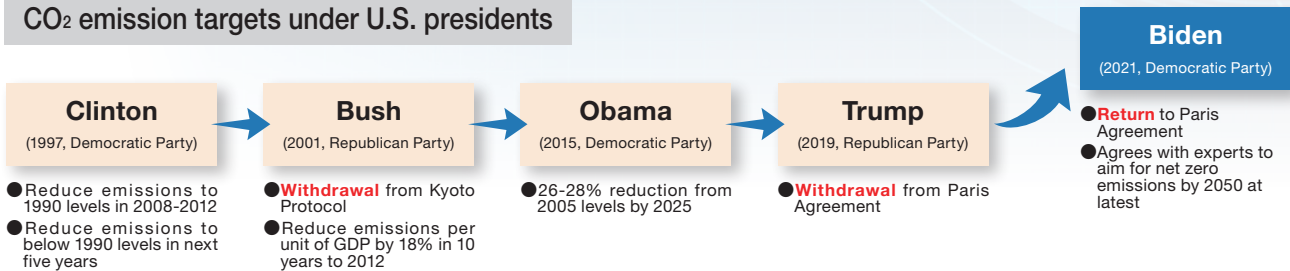 CO2 emission targets under U.S. presidents
Clinton
(1997, Democratic Party)
●Reduce emissions to
1990 levels in 2008-2012
●Reduce emissions to
below 1990 levels in next
five years
Bush
(2001, Republican Party)
●Withdrawal from Kyoto
Protocol
●Reduce emissions per
unit of GDP by 18% in 10
years to 2012
Obama
(2015, Democratic Party)
●26-28% reduction from
2005 levels by 2025
Trump
(2019, Republican Party)
●Withdrawal from Paris
Agreement
Biden
(2021, Democratic Party)
●Return to Paris
Agreement
●Agrees with experts to
aim for net zero
emissions by 2050 at
latest